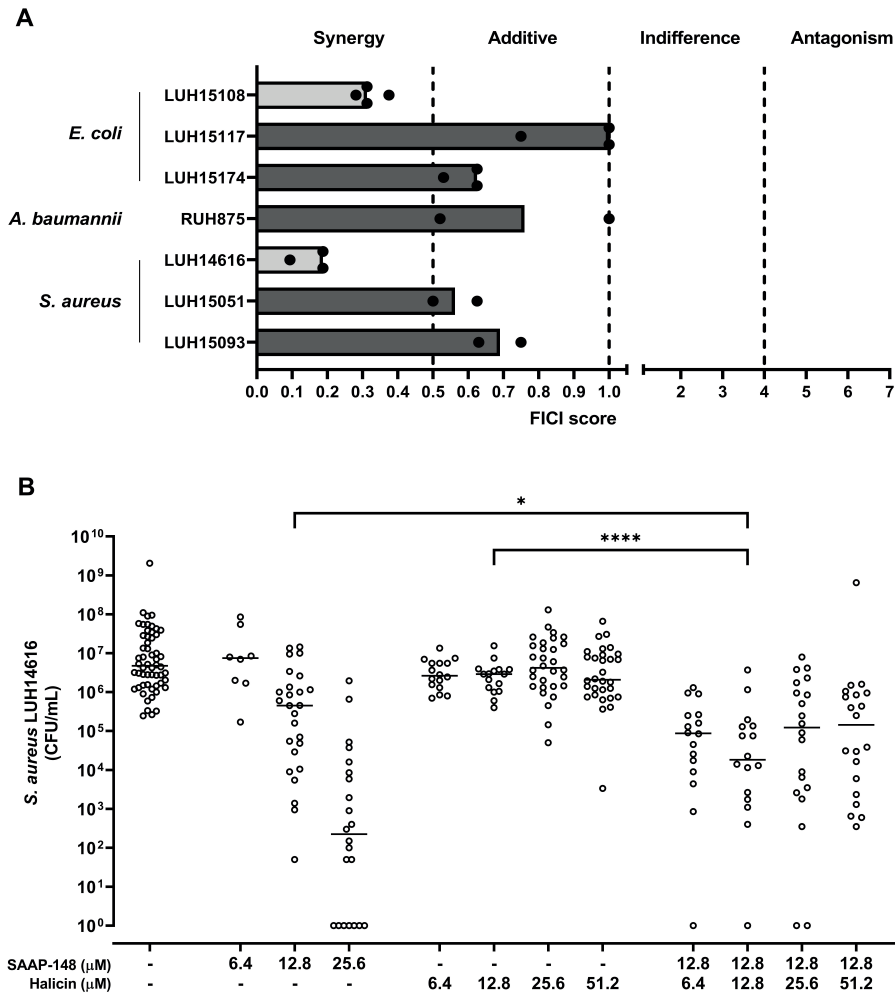 A
Synergy Additive Indifference Antagonism
E. coli
LUH15108
LUH15117
LUH15174
A. baumannii
RUH875
S. aureus
LUH14616
LUH15051
LUH15093
0.0 0.1 0.2 0.3 0.4 0.5 0.6 0.7 0.8 0.9 1.0 2 3 4 5 6 7
FICI score
B
* 
****
S. aureus LUH14616
(CFU/mL)
10^10
10^9
10^8
10^7
10^6
10^5
10^4
10^3
10^2
10^1
10^0
SAAP-148 (μM) - 6.4 12.8 25.6 - - - - 12.8 12.8 12.8 12.8
Halicin (μM) - - - - 6.4 12.8 25.6 51.2 6.4 12.8 25.6 51.2